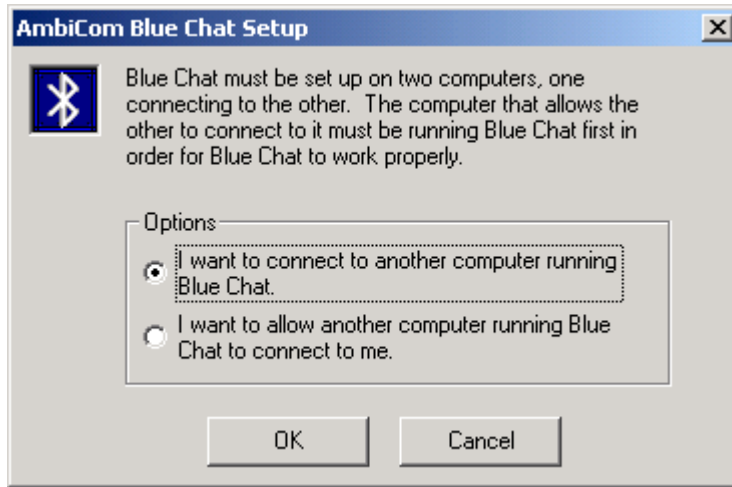 AmbiCom Blue Chat Setup
Blue Chat must be set up on two computers, one
connecting to the other.  The computer that allows the
other to connect to it must be running Blue Chat first in
order for Blue Chat to work properly.
Options
I want to connect to another computer running
Blue Chat.
I want to allow another computer running Blue
Chat to connect to me.
OK
Cancel